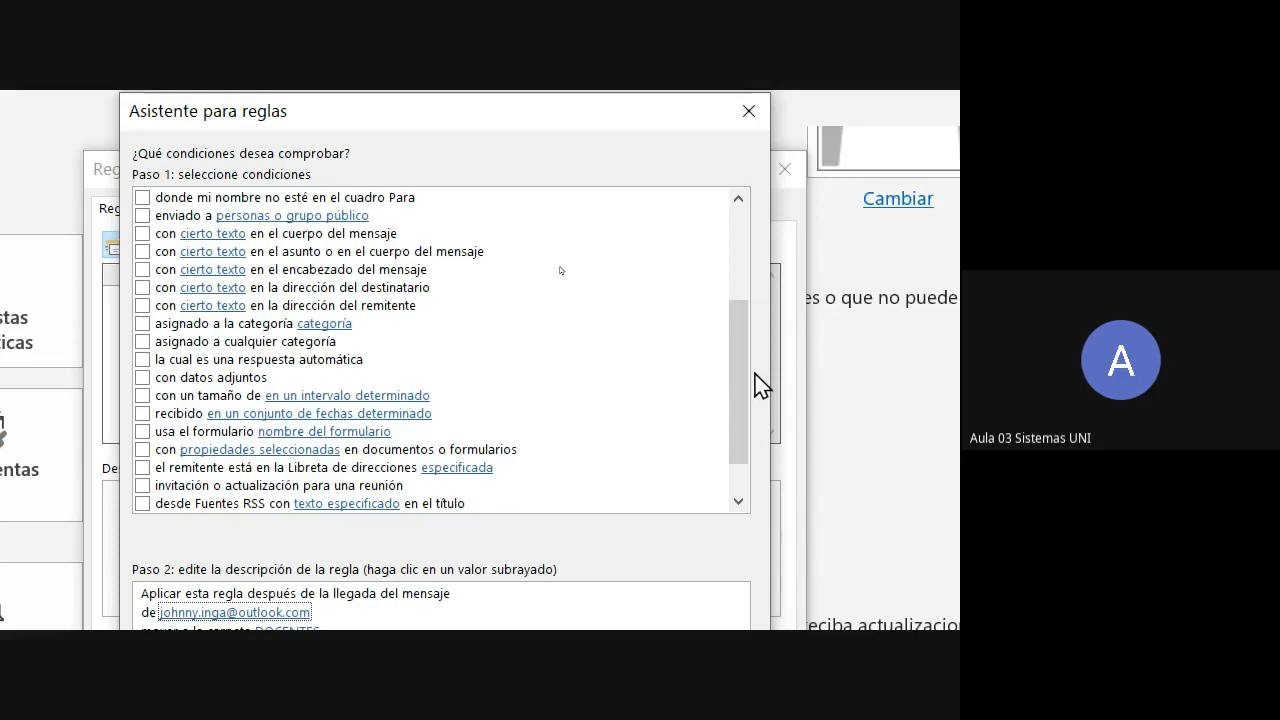 Asistente para reglas
¿Qué condiciones desea comprobar?
Paso 1: seleccione condiciones
donde mi nombre no esté en el cuadro Para
enviado a personas o grupo público
con cierto texto en el cuerpo del mensaje
con cierto texto en el asunto o en el cuerpo del mensaje
con cierto texto en el encabezado del mensaje
con cierto texto en la dirección del destinatario
con cierto texto en la dirección del remitente
asignado a la categoría categoría
asignado a cualquier categoría
la cual es una respuesta automática
con datos adjuntos
con un tamaño de en un intervalo determinado
recibido en un conjunto de fechas determinado
usa el formulario nombre del formulario
con propiedades seleccionadas en documentos o formularios
el remitente está en la Libreta de direcciones especificada
invitación o actualización para una reunión
desde Fuentes RSS con texto especificado en el título
Paso 2: edite la descripción de la regla (haga clic en un valor subrayado)
Aplicar esta regla después de la llegada del mensaje
de johnny.inga@outlook.com
mover a la carpeta DOCENTES
Reg
Reg
Des
stas
ticas
entas
Cambiar
es o que no puede
eciba actualizacio
A
Aula 03 Sistemas UNI